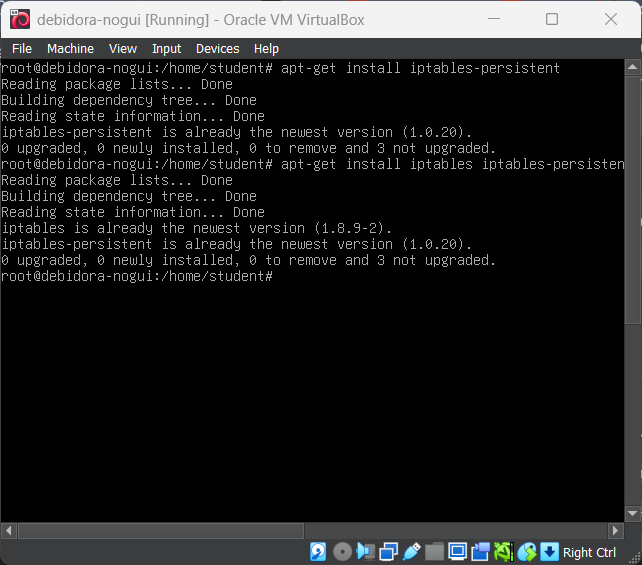 debidora-nogui [Running] - Oracle VM VirtualBox
File Machine View Input Devices Help
root@debidora-nogui:/home/student# apt-get install iptables-persistent
Reading package lists... Done
Building dependency tree... Done
Reading state information... Done
iptables-persistent is already the newest version (1.0.20).
0 upgraded, 0 newly installed, 0 to remove and 3 not upgraded.
root@debidora-nogui:/home/student# apt-get install iptables iptables-persisten
Reading package lists... Done
Building dependency tree... Done
Reading state information... Done
iptables is already the newest version (1.8.9-2).
iptables-persistent is already the newest version (1.0.20).
0 upgraded, 0 newly installed, 0 to remove and 3 not upgraded.
root@debidora-nogui:/home/student#
Right Ctrl